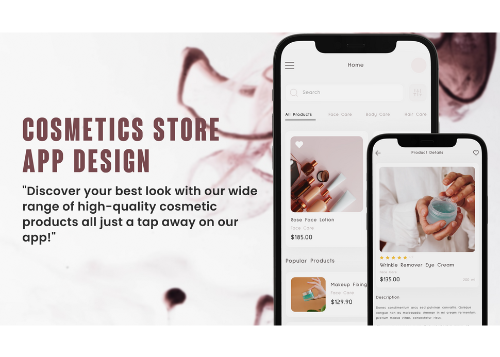 COSMETICS STORE
APP DESIGN
"Discover your best look with our wide
range of high-quality cosmetic
products all just a tap away on our
app!"
Home
Search
All Products Face Care Body Care Hair Care
Rose Face Lotion
Face Care
$185.00
Popular Products
Makeup Fixing
Face Care
$129.90
Product Details
Wrinkle Remover Eye Cream
Face Care
$135.00
250 ml
Description